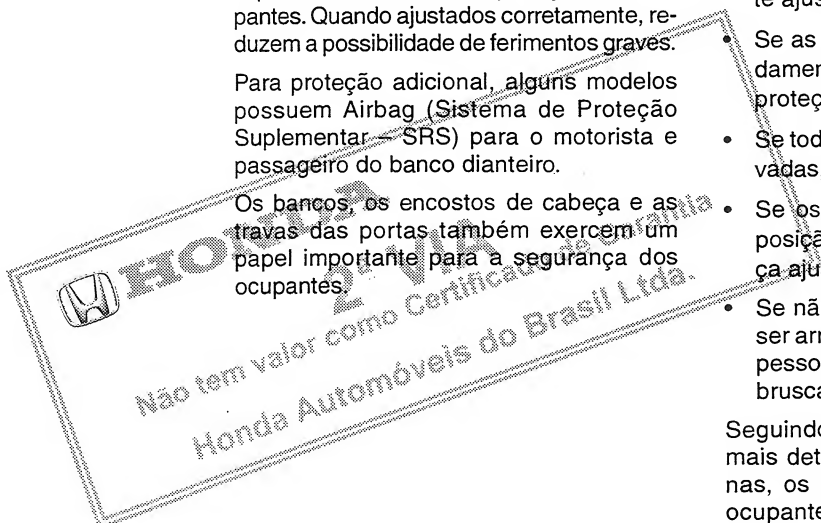 pantes. Quando ajustados corretamente, re-
duzem a possibilidade de ferimentos graves.
Para proteção adicional, alguns modelos
possuem Airbag (Sistema de Proteção
Suplementar – SRS) para o motorista e
passageiro do banco dianteiro.
Os bancos, os encostos de cabeça e as
travas das portas também exercem um
papel importante para a segurança dos
ocupantes.
HONDA
2ª VIA
Não tem valor como Certificado de Garantia
Honda Automóveis do Brasil Ltda.
• Se as
proteç
• Se tod
vadas
• Se os
posiçã
ça aju
• Se nã
ser arr
pesso
brusca
Seguindo
mais det
nas, os
ocupante